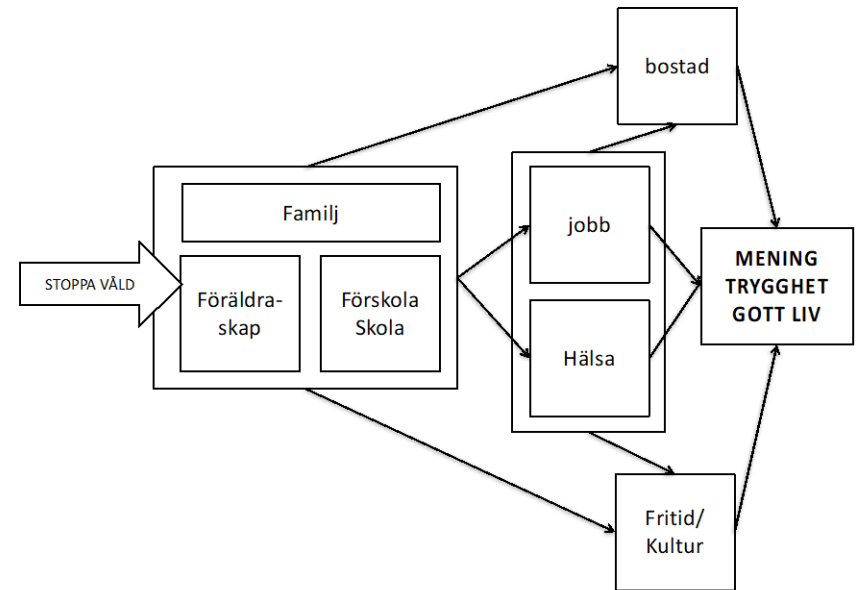 bostad
Familj
jobb
STOPPA VÅLD
Föräldra-
skap
Förskola
Skola
MENING
TRYGGHET
GOTT LIV
Hälsa
Fritid/
Kultur